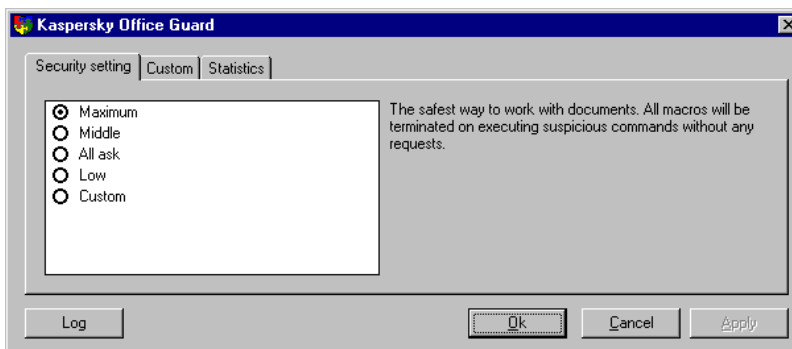 Kaspersky Office Guard
Security setting Custom Statistics
Maximum
Middle
All ask
Low
Custom
The safest way to work with documents. All macros will be
terminated on executing suspicious commands without any
requests.
Log Ok Cancel Apply